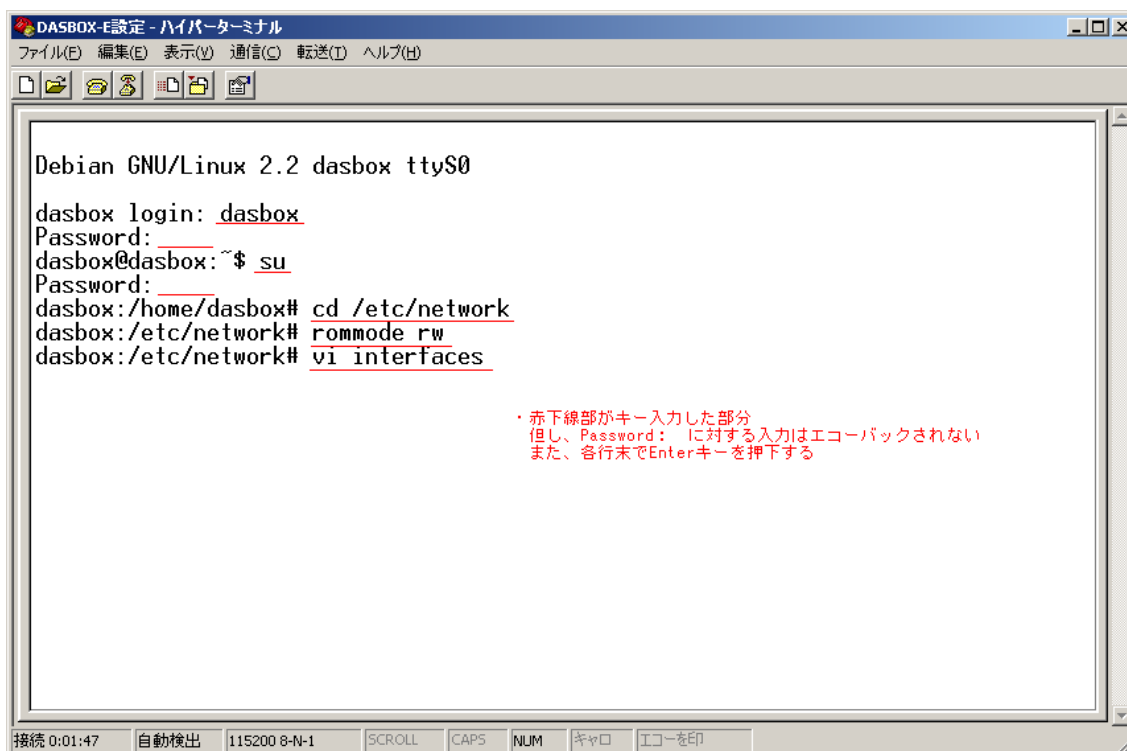 DASBOX-E設定 - ハイパーターミナル
ファイル(F) 編集(E) 表示(V) 通信(C) 転送(T) ヘルプ(H)
Debian GNU/Linux 2.2 dasbox ttyS0
dasbox login: dasbox
Password:
dasbox@dasbox:~$ su
Password:
dasbox:/home/dasbox# cd /etc/network
dasbox:/etc/network# rommode rw
dasbox:/etc/network# vi interfaces
・赤下線部がキー入力した部分
但し、Password： に対する入力はエコーバックされない
また、各行末でEnterキーを押下する
接続 0:01:47 自動検出 115200 8-N-1 SCROLL CAPS NUM キャロ エコーを印